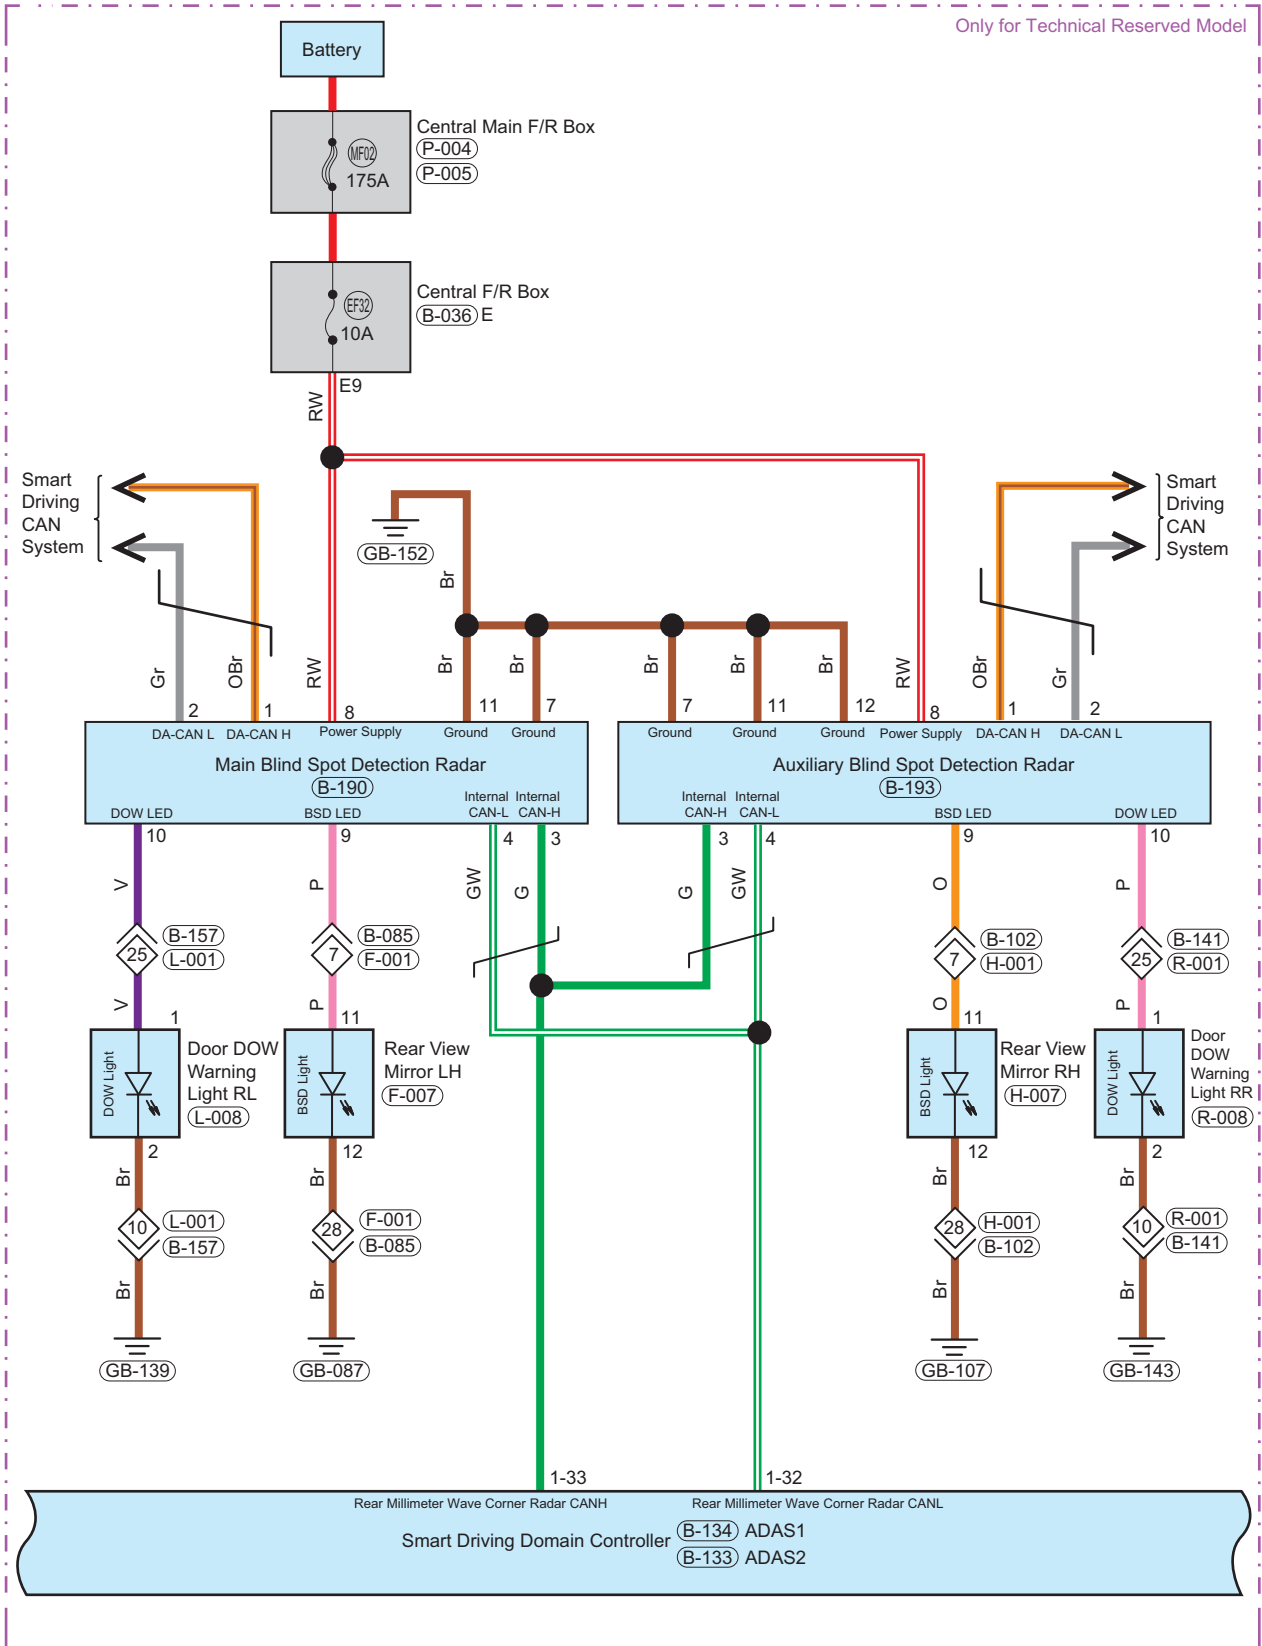 Only for Technical Reserved Model
Battery
Central Main F/R Box
P-004
MF02
P-005
175A
Central F/R Box
EF32
B-036 E
10A
E9
RW
Smart
Driving
CAN
System
Smart
Driving
CAN
System
GB-152
Br
Gr
OBr
RW
Br
Br
Br
Br
Br
RW
OBr
Gr
2
1
8
11
7
7
11
12
8
1
2
DA-CAN L
DA-CAN H
Power Supply
Ground
Ground
Ground
Ground
Ground
Power Supply
DA-CAN H
DA-CAN L
Main Blind Spot Detection Radar
B-190
Auxiliary Blind Spot Detection Radar
B-193
Internal
CAN-L
Internal
CAN-H
Internal
CAN-H
Internal
CAN-L
DOW LED
BSD LED
BSD LED
DOW LED
10
9
4
3
3
4
9
10
V
P
GW
G
G
GW
O
P
25
B-157
L-001
7
B-085
F-001
7
B-102
H-001
25
B-141
R-001
V
P
O
P
1
11
11
1
DOW Light
Door DOW
Warning
Light RL
L-008
BSD Light
Rear View
Mirror LH
F-007
BSD Light
Rear View
Mirror RH
H-007
DOW Light
Door
DOW
Warning
Light RR
R-008
2
12
12
2
Br
Br
Br
Br
10
L-001
B-157
28
F-001
B-085
28
H-001
B-102
10
R-001
B-141
Br
Br
Br
Br
GB-139
GB-087
GB-107
GB-143
1-33
1-32
Rear Millimeter Wave Corner Radar CANH
Rear Millimeter Wave Corner Radar CANL
Smart Driving Domain Controller
B-134 ADAS1
B-133 ADAS2